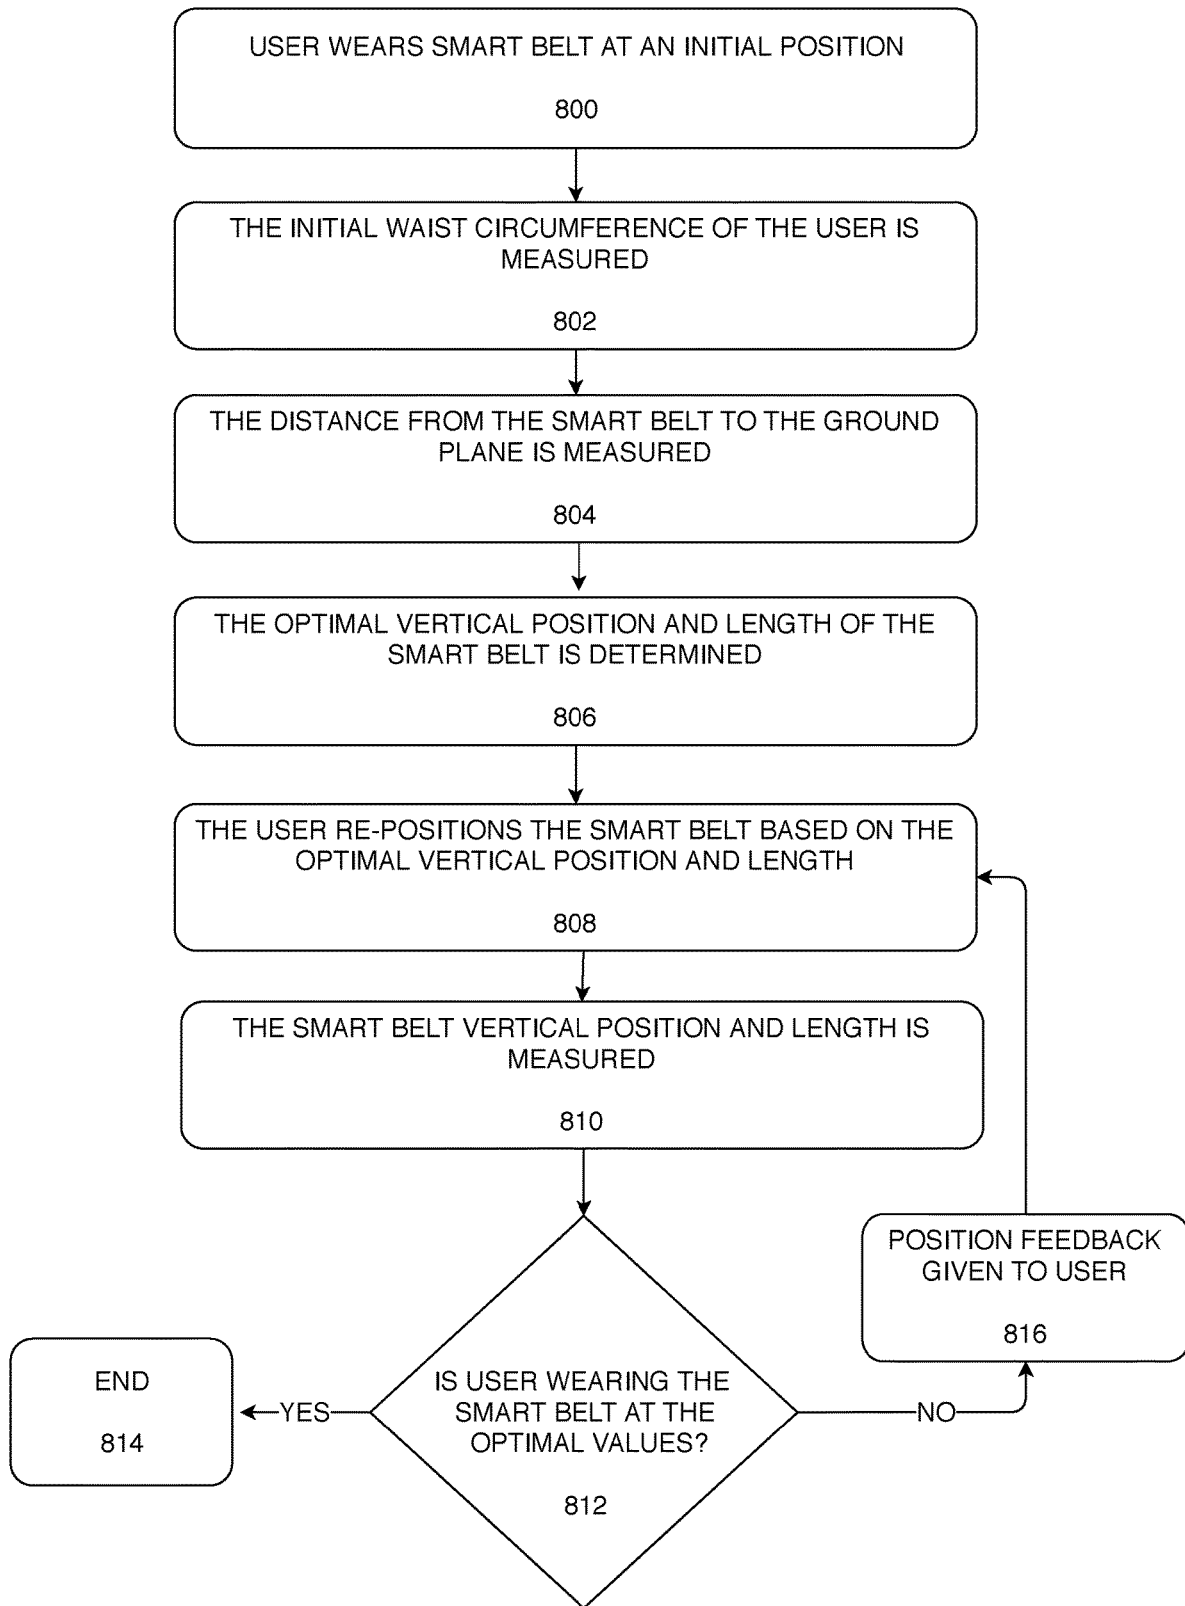 USER WEARS SMART BELT AT AN INITIAL POSITION
800
THE INITIAL WAIST CIRCUMFERENCE OF THE USER IS
MEASURED
802
THE DISTANCE FROM THE SMART BELT TO THE GROUND
PLANE IS MEASURED
804
THE OPTIMAL VERTICAL POSITION AND LENGTH OF THE
SMART BELT IS DETERMINED
806
THE USER RE-POSITIONS THE SMART BELT BASED ON THE
OPTIMAL VERTICAL POSITION AND LENGTH
808
THE SMART BELT VERTICAL POSITION AND LENGTH IS
MEASURED
810
IS USER WEARING THE
SMART BELT AT THE
OPTIMAL VALUES?
812
YES
END
814
NO
POSITION FEEDBACK
GIVEN TO USER
816